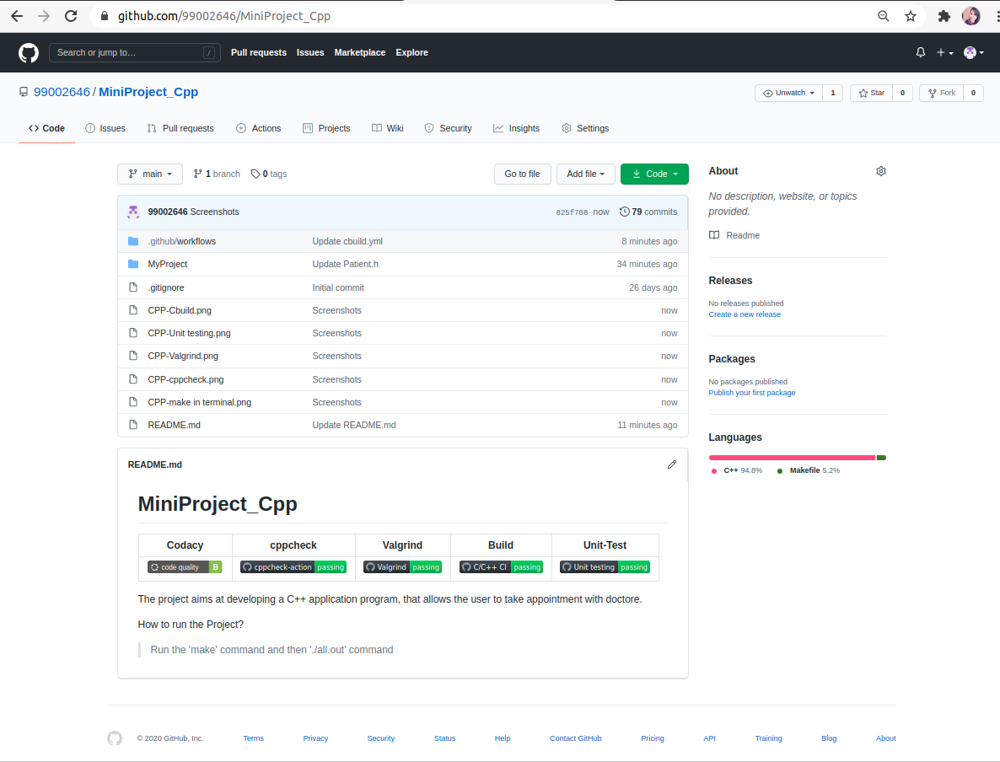 github.com/99002646/MiniProject_Cpp
Search or jump to… / Pull requests Issues Marketplace Explore
99002646 / MiniProject_Cpp Unwatch 1 Star 0 Fork 0
Code Issues Pull requests Actions Projects Wiki Security Insights Settings
main 1 branch 0 tags Go to file Add file Code
99002646 Screenshots 825f708 now 79 commits
.github/workflows Update cbuild.yml 8 minutes ago
MyProject Update Patient.h 34 minutes ago
.gitignore Initial commit 26 days ago
CPP-Cbuild.png Screenshots now
CPP-Unit testing.png Screenshots now
CPP-Valgrind.png Screenshots now
CPP-cppcheck.png Screenshots now
CPP-make in terminal.png Screenshots now
README.md Update README.md 11 minutes ago
About
No description, website, or topics
provided.
Readme
Releases
No releases published
Create a new release
Packages
No packages published
Publish your first package
Languages
C++ 94.8% Makefile 5.2%
README.md
MiniProject_Cpp
Codacy cppcheck Valgrind Build Unit-Test
code quality B cppcheck-action passing Valgrind passing C/C++ CI passing Unit testing passing
The project aims at developing a C++ application program, that allows the user to take appointment with doctore.
How to run the Project?
Run the 'make' command and then './all.out' command
© 2020 GitHub, Inc. Terms Privacy Security Status Help Contact GitHub Pricing API Training Blog About